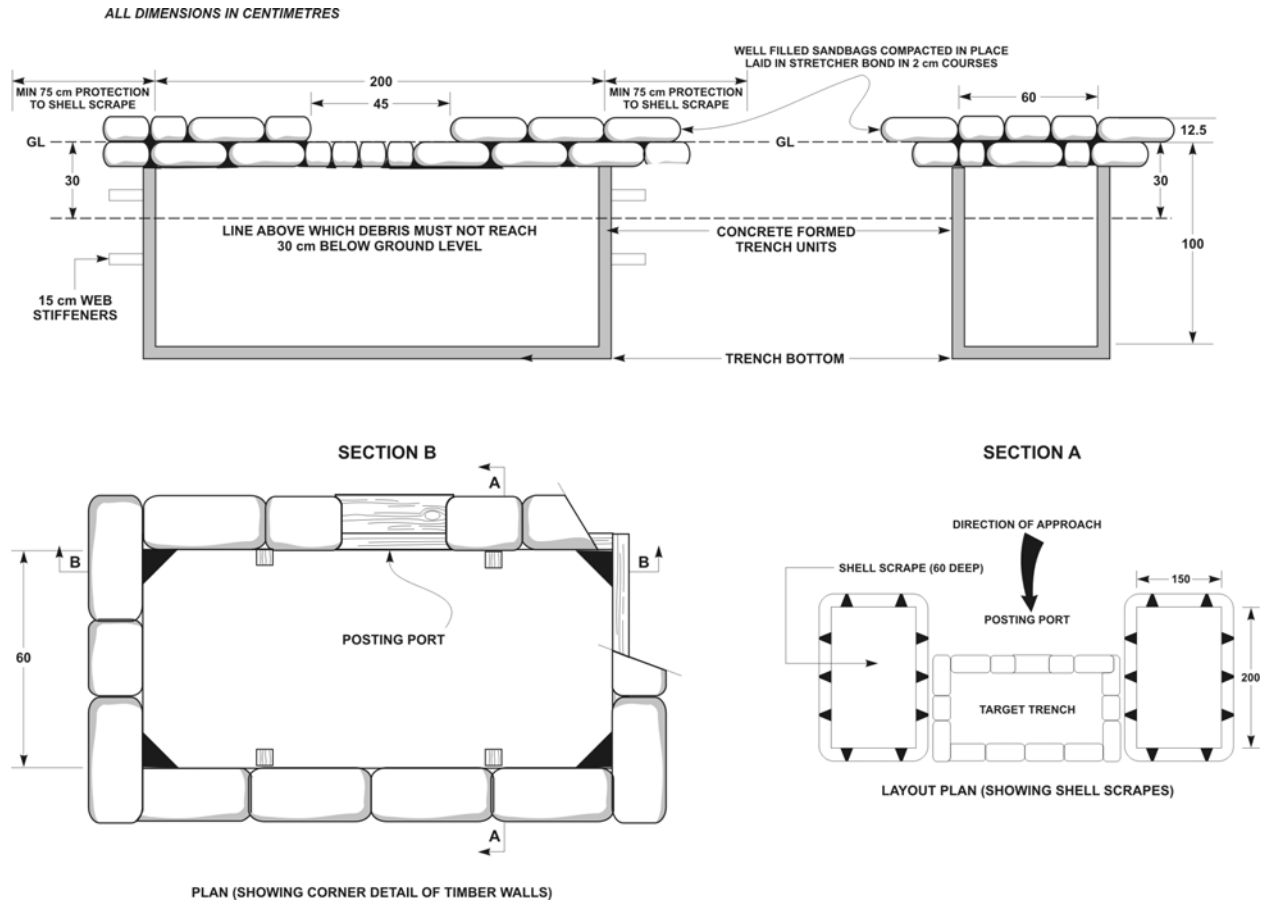 ALL DIMENSIONS IN CENTIMETRES
WELL FILLED SANDBAGS COMPACTED IN PLACE
LAID IN STRETCHER BOND IN 2 cm COURSES
MIN 75 cm PROTECTION
TO SHELL SCRAPE
200
45
MIN 75 cm PROTECTION
TO SHELL SCRAPE
60
12.5
GL
GL
30
30
100
LINE ABOVE WHICH DEBRIS MUST NOT REACH
30 cm BELOW GROUND LEVEL
CONCRETE FORMED
TRENCH UNITS
15 cm WEB
STIFFENERS
TRENCH BOTTOM
SECTION B
SECTION A
A
B
B
60
POSTING PORT
A
PLAN (SHOWING CORNER DETAIL OF TIMBER WALLS)
DIRECTION OF APPROACH
SHELL SCRAPE (60 DEEP)
150
POSTING PORT
200
TARGET TRENCH
LAYOUT PLAN (SHOWING SHELL SCRAPES)